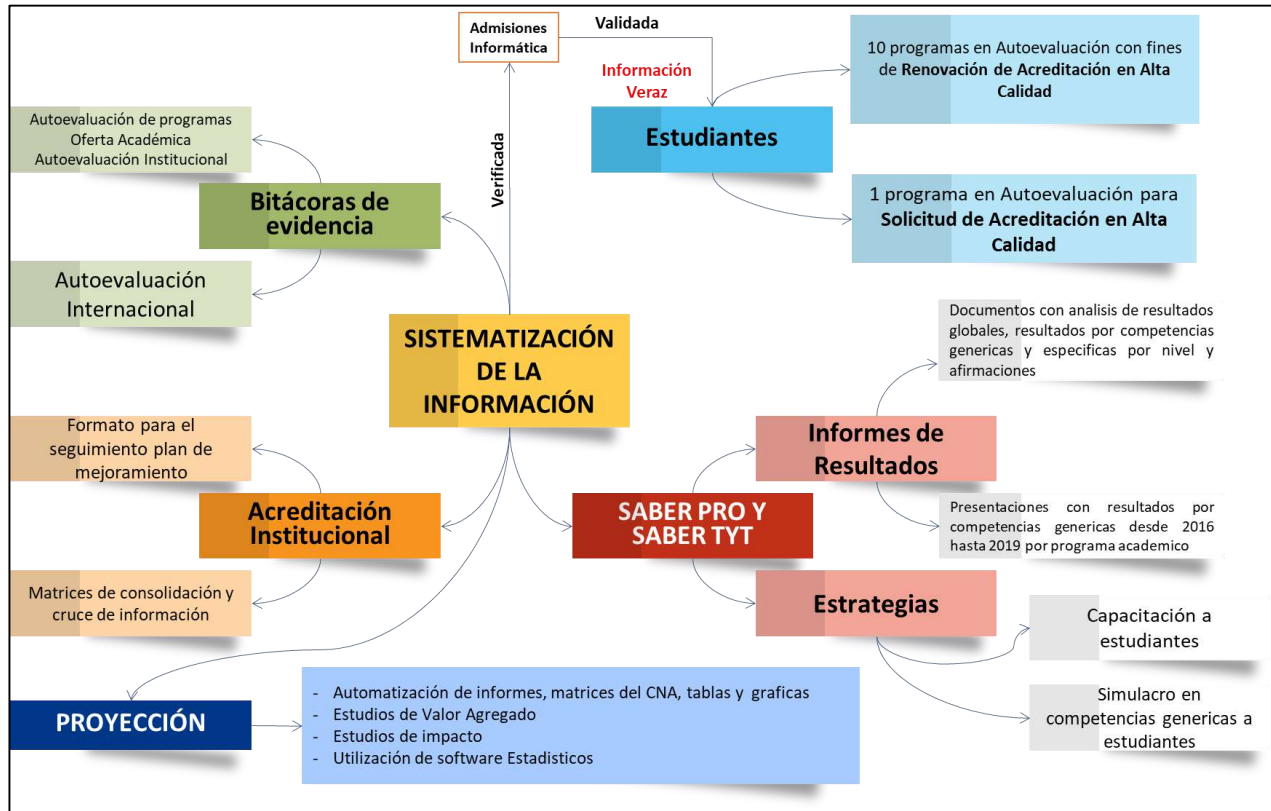 Admisiones
Informática
Validada
Información
Veraz
Verificada
Estudiantes
10 programas en Autoevaluación con fines
de Renovación de Acreditación en Alta
Calidad
1 programa en Autoevaluación para
Solicitud de Acreditación en Alta
Calidad
Autoevaluación de programas
Oferta Académica
Autoevaluación Institucional
Bitácoras de
evidencia
Autoevaluación
Internacional
SISTEMATIZACIÓN
DE LA
INFORMACIÓN
Documentos con analisis de resultados
globales, resultados por competencias
genericas y especificas por nivel y
afirmaciones
Formato para el
seguimiento plan de
mejoramiento
Acreditación
Institucional
Matrices de consolidación y
cruce de información
Informes de
Resultados
SABER PRO Y
SABER TYT
Presentaciones con resultados por
competencias genericas desde 2016
hasta 2019 por programa academico
Estrategias
Capacitación a
estudiantes
Simulacro en
competencias genericas a
estudiantes
PROYECCIÓN
- Automatización de informes, matrices del CNA, tablas y graficas
- Estudios de Valor Agregado
- Estudios de impacto
- Utilización de software Estadisticos